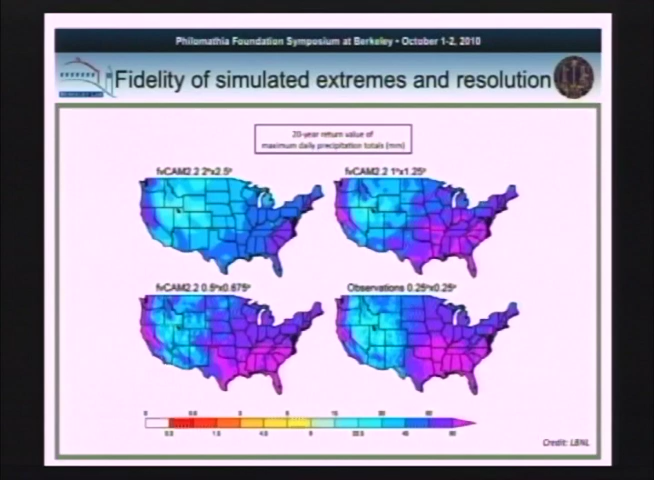 Philomathia Foundation Symposium at Berkeley • October 1-2, 2010
Fidelity of simulated extremes and resolution
20-year return value of
maximum daily precipitation totals (mm)
fvCAM2.2 2°x2.5°
fvCAM2.2 1°x1.25°
fvCAM2.2 0.5°x0.675°
Observations 0.25°x0.25°
Credit: LBNL